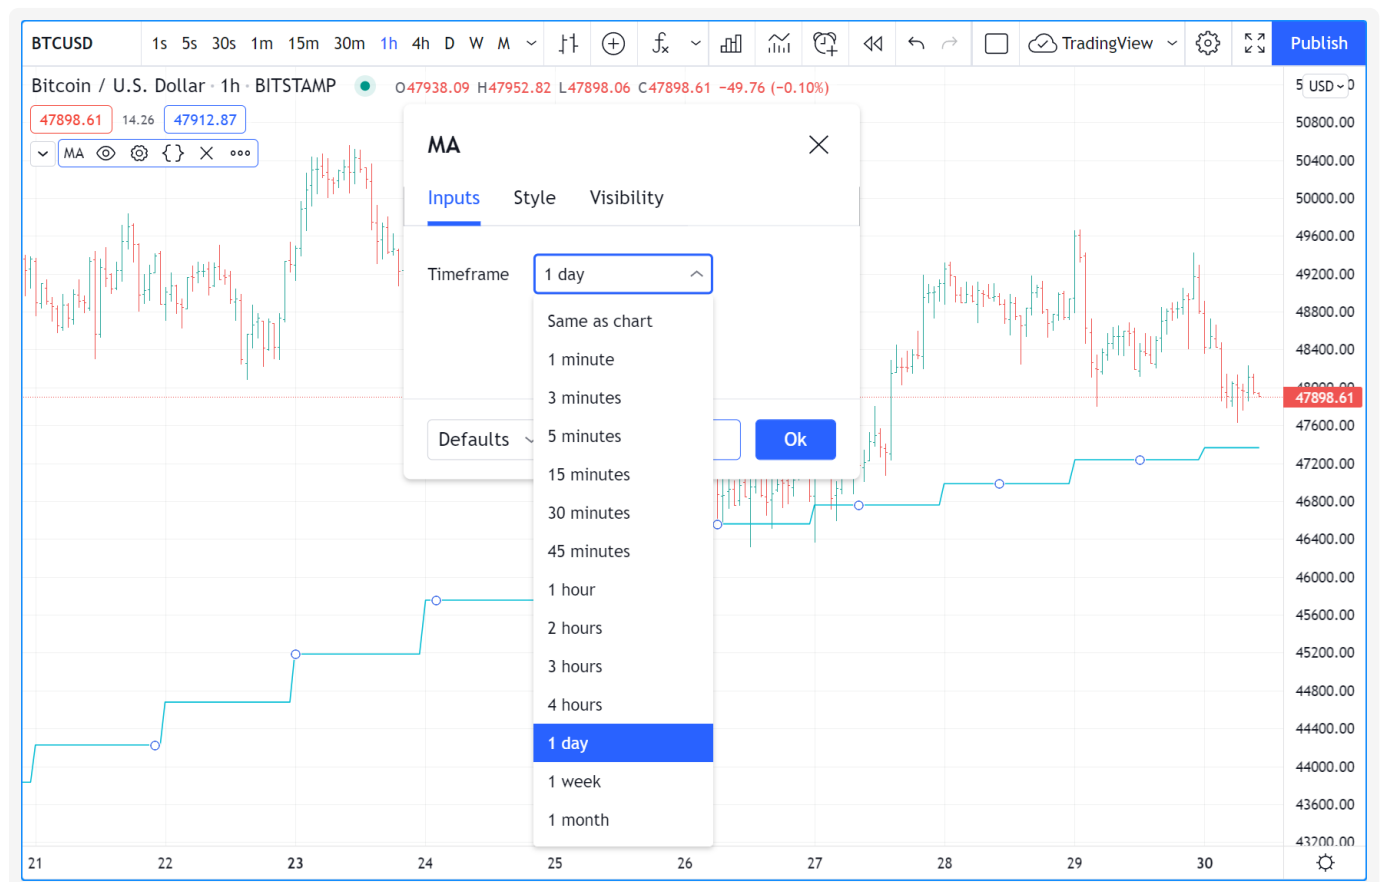 BTCUSD 1s 5s 30s 1m 15m 30m 1h 4h D W M TradingView Publish
Bitcoin / U.S. Dollar · 1h · BITSTAMP O47938.09 H47952.82 L47898.06 C47898.61 −49.76 (−0.10%)
USD
47898.61 14.26 47912.87
MA
MA
Inputs Style Visibility
Timeframe 1 day
Same as chart
1 minute
3 minutes
5 minutes
15 minutes
30 minutes
45 minutes
1 hour
2 hours
3 hours
4 hours
1 day
1 week
1 month
Defaults Ok
50800.00
50400.00
50000.00
49600.00
49200.00
48800.00
48400.00
48000.00
47898.61
47600.00
47200.00
46800.00
46400.00
46000.00
45600.00
45200.00
44800.00
44400.00
44000.00
43600.00
43200.00
21 22 23 24 25 26 27 28 29 30